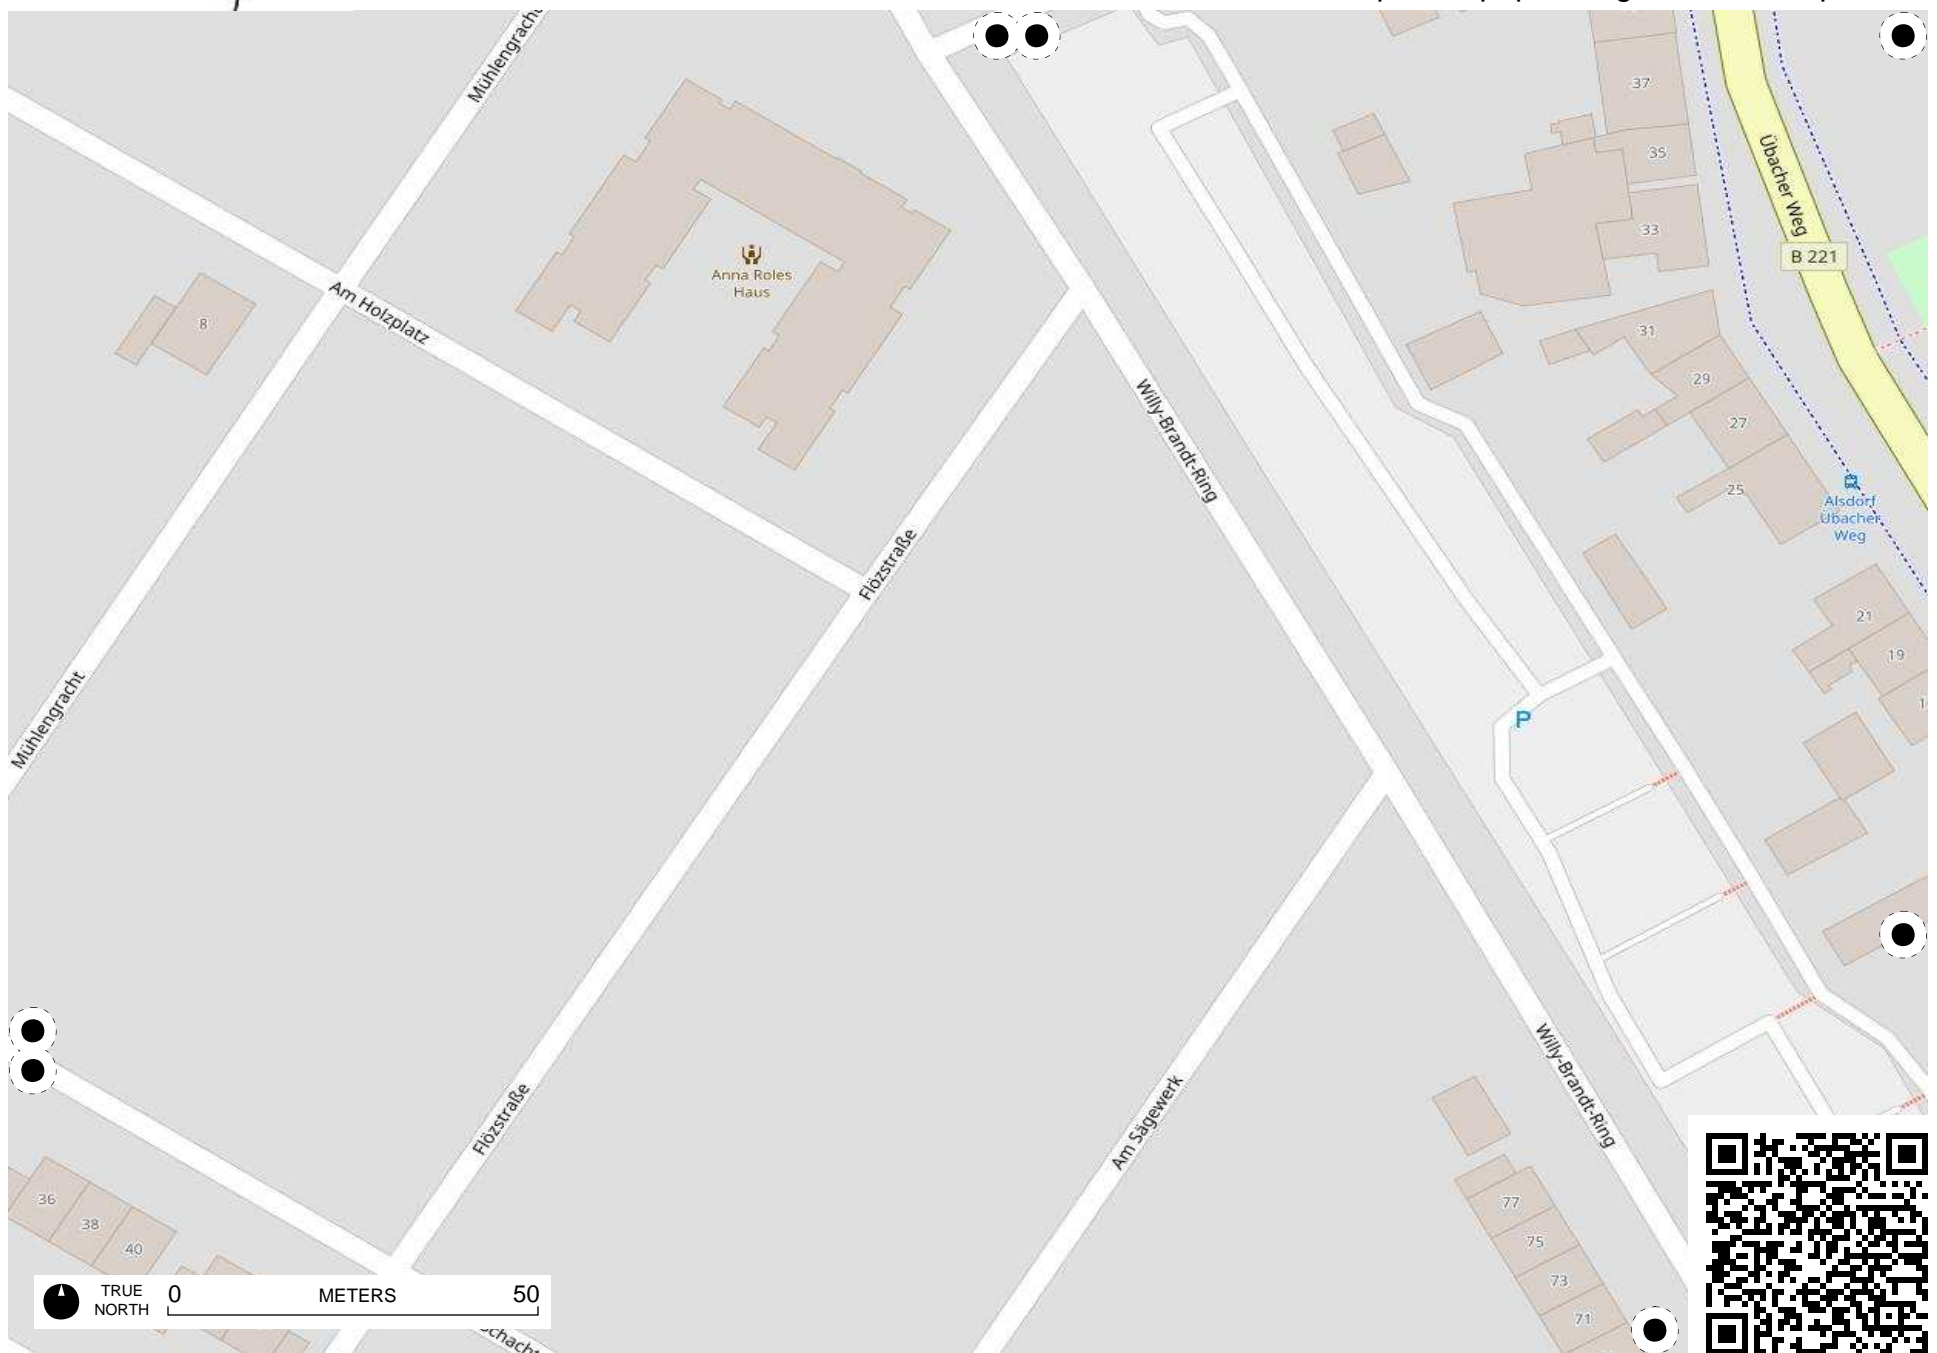 Mühlengracht
37
Übacher Weg
35
33
B 221
Anna Roles
Haus
Am Holzplatz
8
31
29
27
25
Willy-Brandt-Ring
Alsdorf
Übacher
Weg
Flözstraße
21
19
Mühlengracht
P
Willy-Brandt-Ring
Am Sägewerk
Flözstraße
36
38
40
77
75
73
71
TRUE
NORTH
0 METERS 50